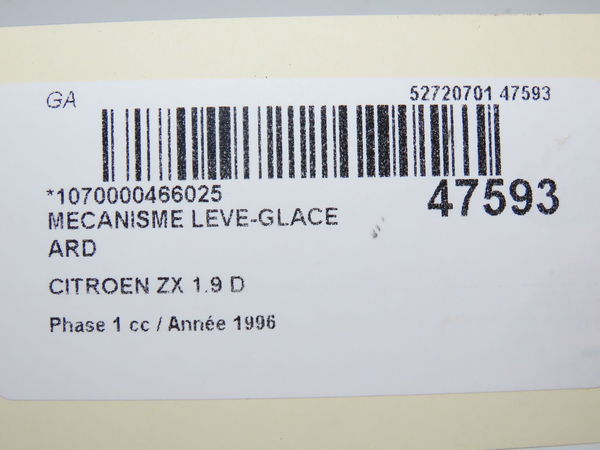 GA
52720701 47593
*1070000466025
47593
MECANISME LEVE-GLACE
ARD
CITROEN ZX 1.9 D
Phase 1 cc / Année 1996